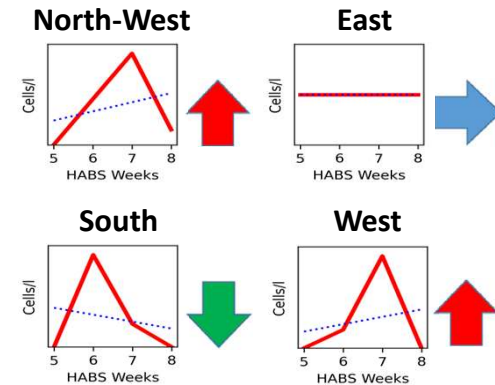 North-West
Cells/l
5 6 7 8
HABS Weeks
East
Cells/l
5 6 7 8
HABS Weeks
South
Cells/l
5 6 7 8
HABS Weeks
West
Cells/l
5 6 7 8
HABS Weeks